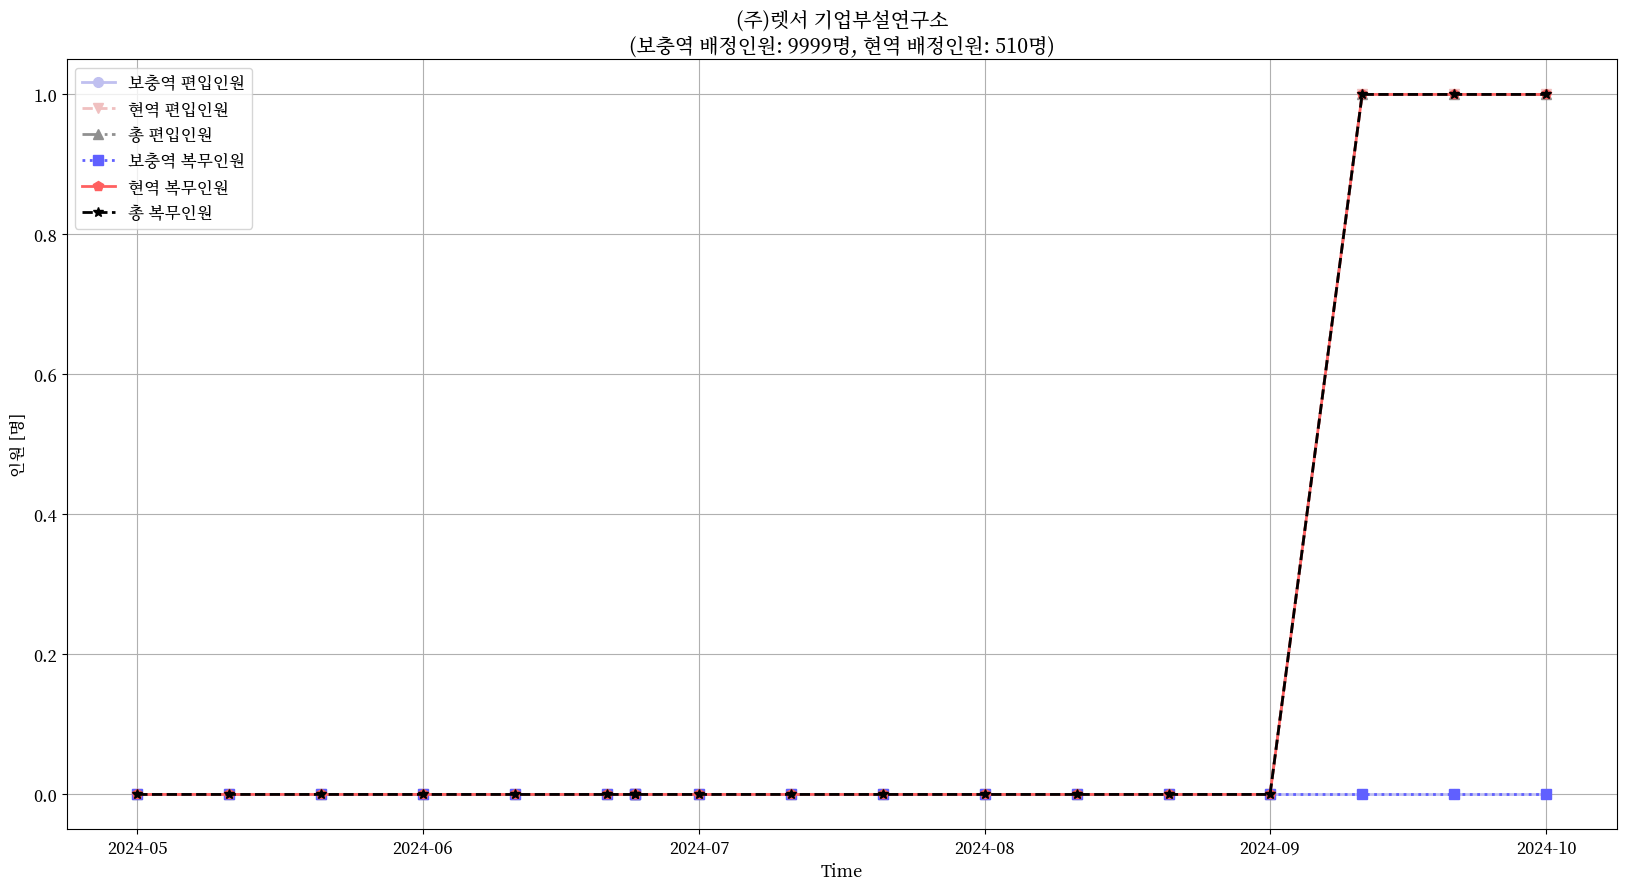 (주)렛서 기업부설연구소
(보충역 배정인원: 9999명, 현역 배정인원: 510명)
보충역 편입인원
현역 편입인원
총 편입인원
보충역 복무인원
현역 복무인원
총 복무인원
인원 [명]
1.0
0.8
0.6
0.4
0.2
0.0
2024-05
2024-06
2024-07
2024-08
2024-09
2024-10
Time